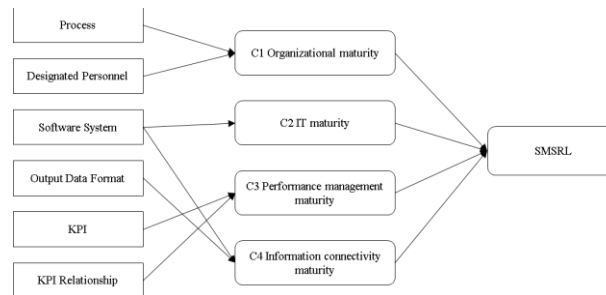 Process
Designated Personnel
Software System
Output Data Format
KPI
KPI Relationship
C1 Organizational maturity
C2 IT maturity
C3 Performance management
maturity
C4 Information connectivity
maturity
SMSRL